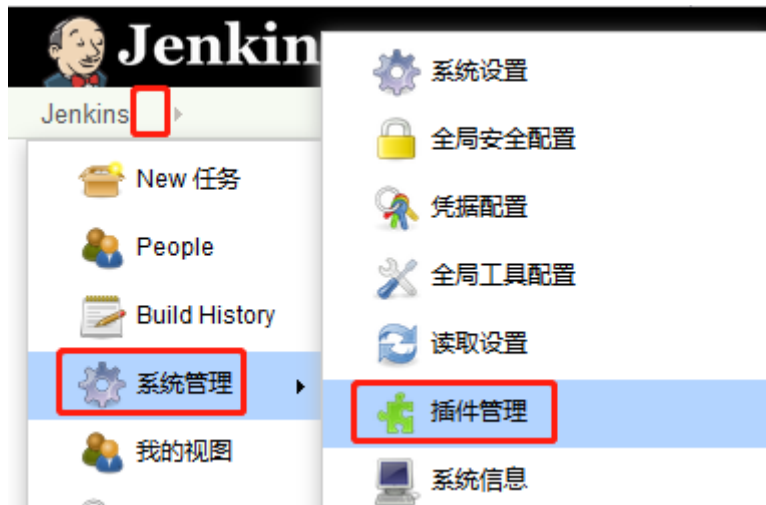 Jenkin
Jenkins
New 任务
People
Build History
系统管理
我的视图
系统设置
全局安全配置
凭据配置
全局工具配置
读取设置
插件管理
系统信息